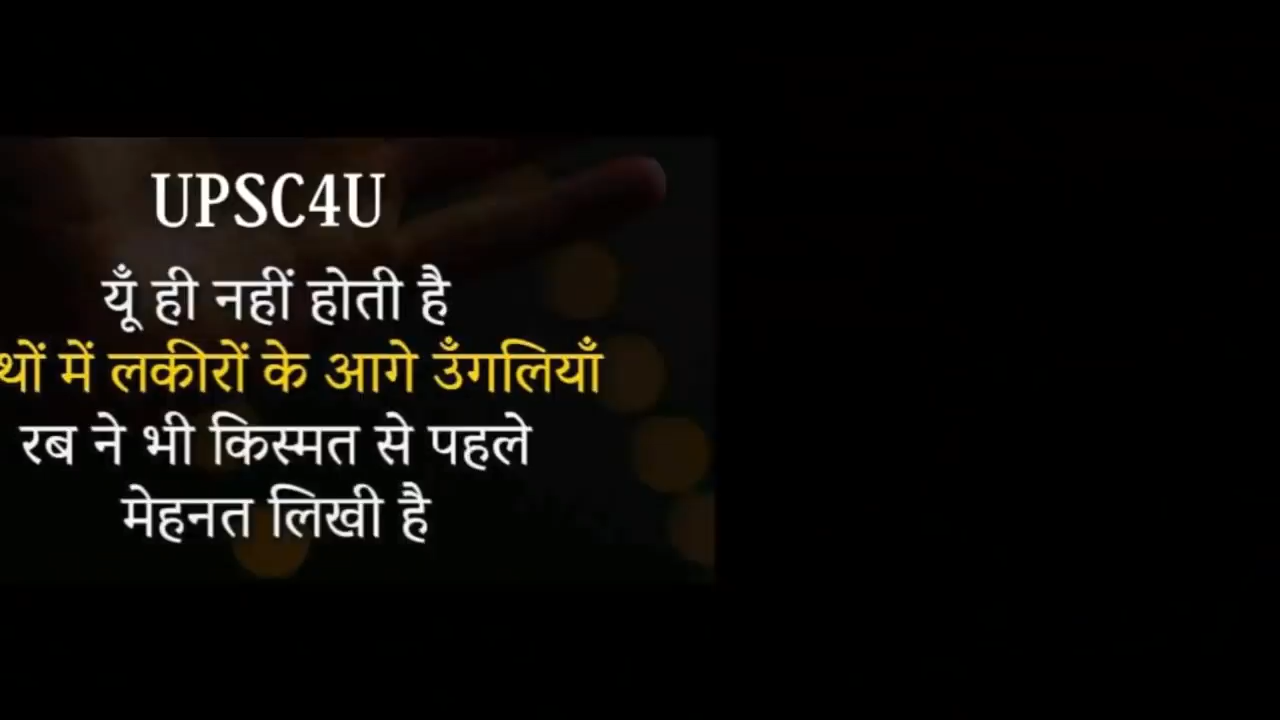 UPSC4U
यूँ ही नहीं होती है
थों में लकीरों के आगे उँगलियाँ
रब ने भी किस्मत से पहले
मेहनत लिखी है